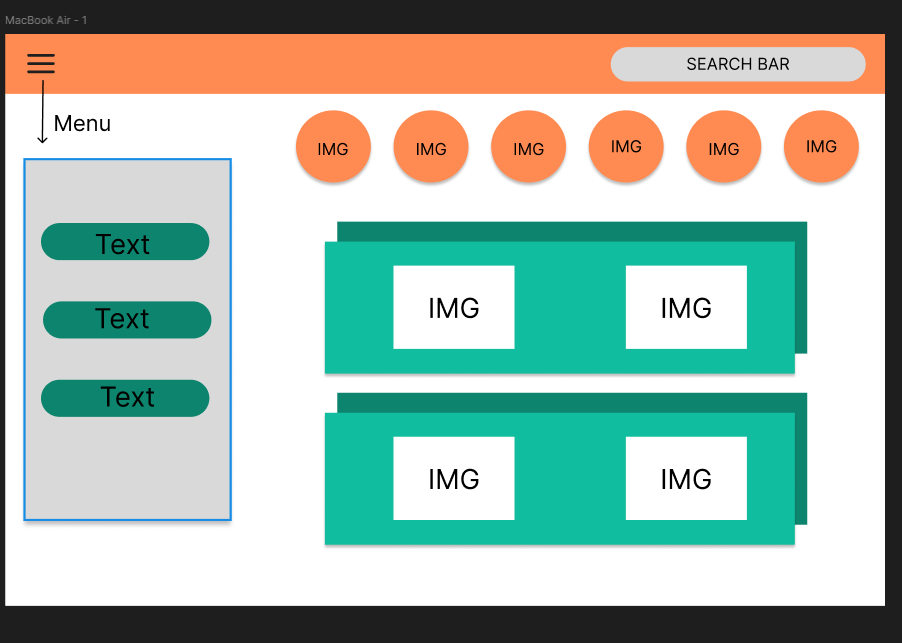 MacBook Air - 1
SEARCH BAR
Menu
IMG IMG IMG IMG IMG IMG
Text
Text
Text
IMG IMG
IMG IMG